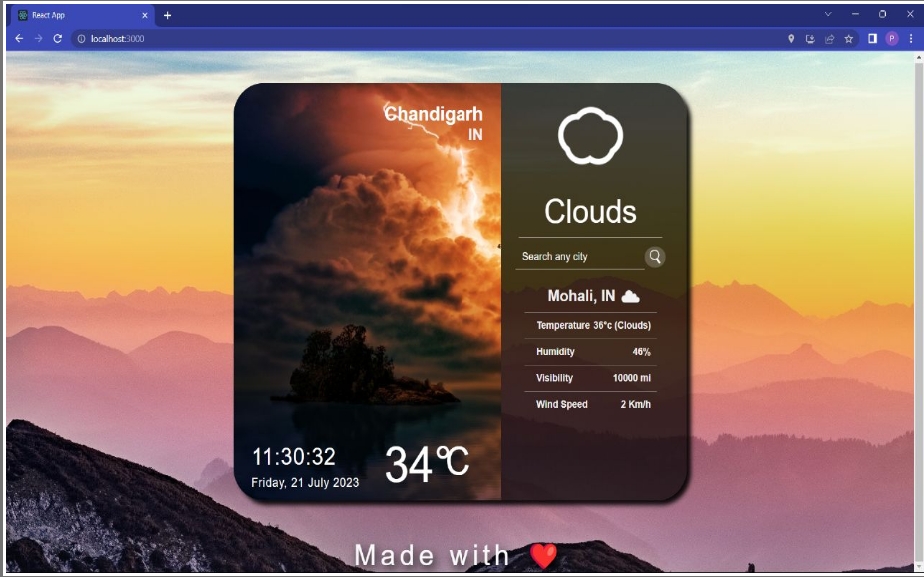 React App
localhost:3000
P
Chandigarh
IN
11:30:32
Friday, 21 July 2023
34°C
Clouds
Search any city
Mohali, IN
Temperature 36°c (Clouds)
Humidity 46%
Visibility 10000 mi
Wind Speed 2 Km/h
Made with ❤️